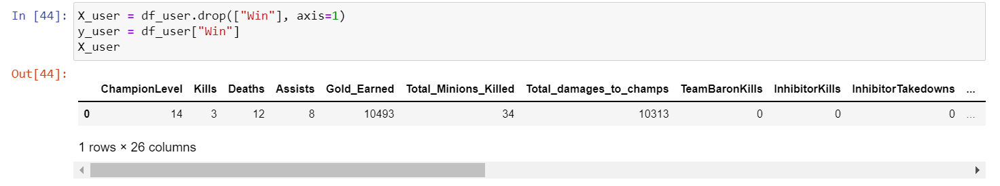 In [44]: X_user = df_user.drop(["Win"], axis=1)
y_user = df_user["Win"]
X_user
Out[44]:
ChampionLevel Kills Deaths Assists Gold_Earned Total_Minions_Killed Total_damages_to_champs TeamBaronKills InhibitorKills InhibitorTakedowns ...
0 14 3 12 8 10493 34 10313 0 0 0 ...
1 rows × 26 columns